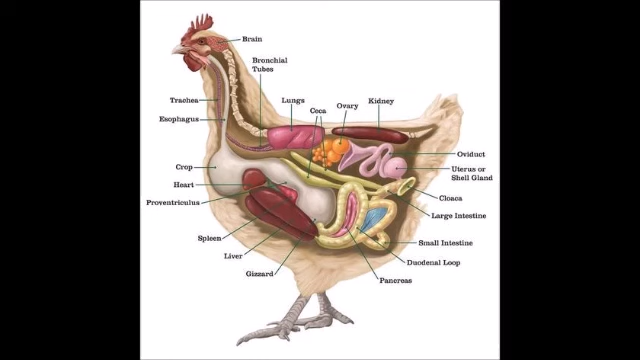 Brain
Bronchial
Tubes
Lungs
Ceca
Ovary
Kidney
Trachea
Esophagus
Oviduct
Crop
Uterus or
Shell Gland
Heart
Cloaca
Proventriculua
Large Intestine
Spleen
Small Intestine
Liver
Duodenal Loop
Gizzard
Pancreas